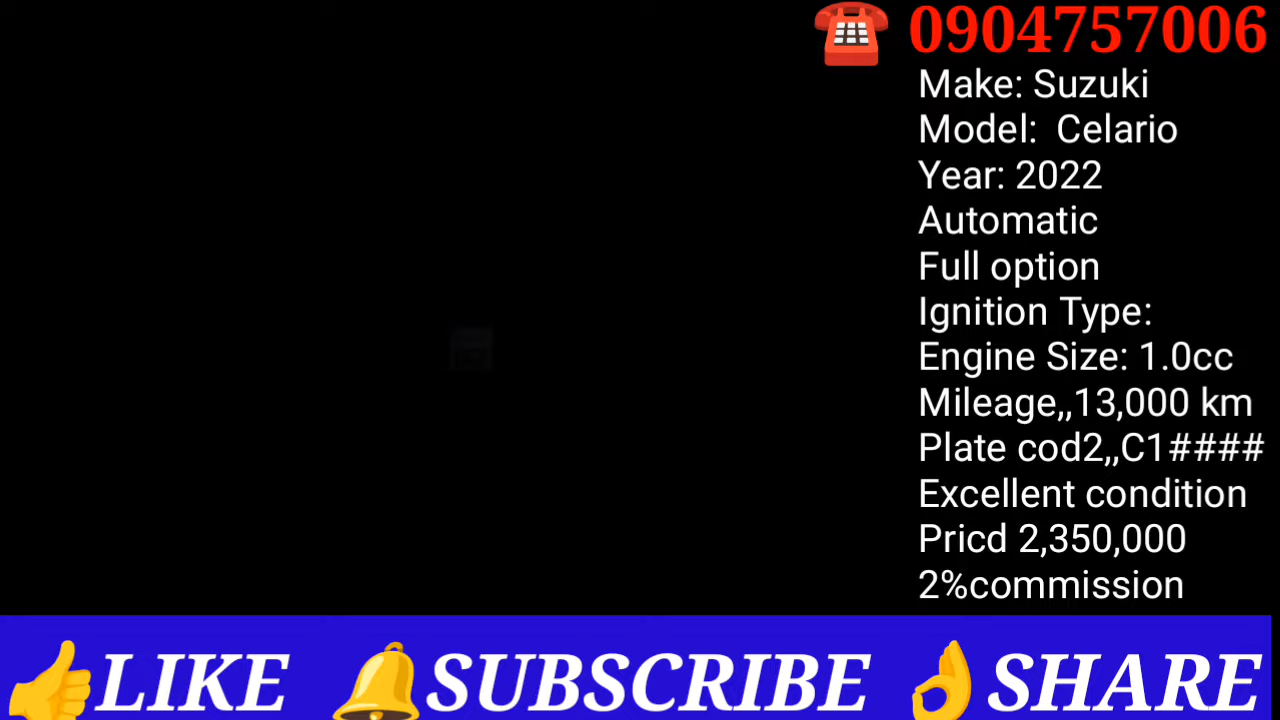 ☎️ 0904757006
Make: Suzuki
Model:  Celario
Year: 2022
Automatic
Full option
Ignition Type:
Engine Size: 1.0cc
Mileage,,13,000 km
Plate cod2,,C1####
Excellent condition
Pricd 2,350,000
2%commission
👍LIKE 🔔SUBSCRIBE 👌SHARE